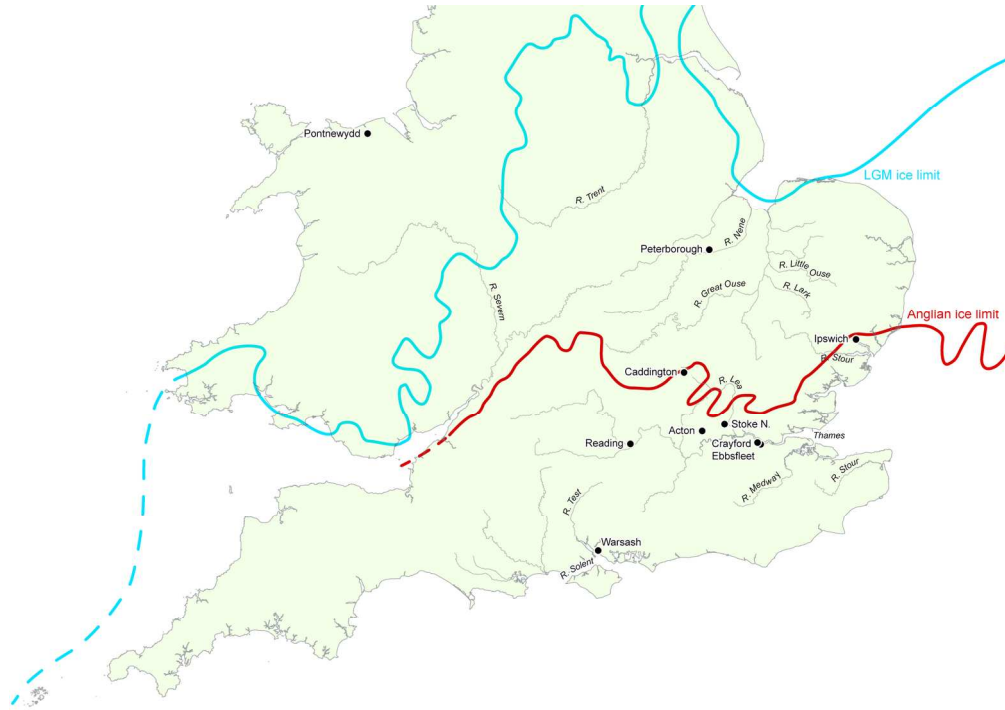 Pontnewydd
LGM ice limit
R. Trent
R. Nene
Peterborough
R. Little Ouse
R. Great Ouse
R. Lark
R. Severn
Anglian ice limit
Ipswich
R. Stour
Caddington
R. Lea
Stoke N.
Acton
Thames
Reading
Crayford
Ebbsfleet
R. Stour
R. Medway
R. Test
Warsash
R. Solent